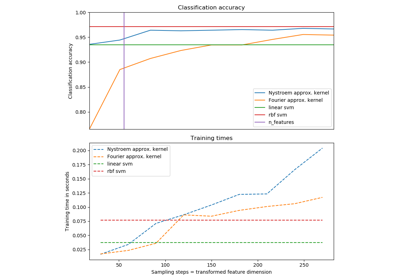 Classification accuracy
1.00
0.95
0.90
0.85
0.80
Classification accuracy
Nystroem approx. kernel
Fourier approx. kernel
linear svm
rbf svm
n_features
Training times
0.200
0.175
0.150
0.125
0.100
0.075
0.050
0.025
Training time in seconds
Nystroem approx. kernel
Fourier approx. kernel
linear svm
rbf svm
50
100
150
200
250
Sampling steps = transformed feature dimension